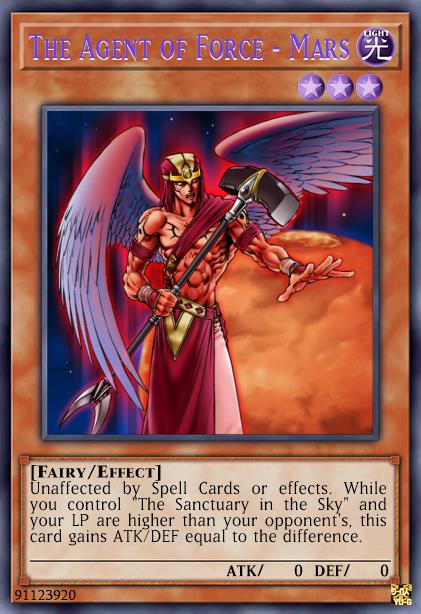 The Agent of Force - Mars
LIGHT
光
[Fairy/Effect]
Unaffected by Spell Cards or effects. While
you control "The Sanctuary in the Sky" and
your LP are higher than your opponent's, this
card gains ATK/DEF equal to the difference.
ATK/ 0 DEF/ 0
91123920